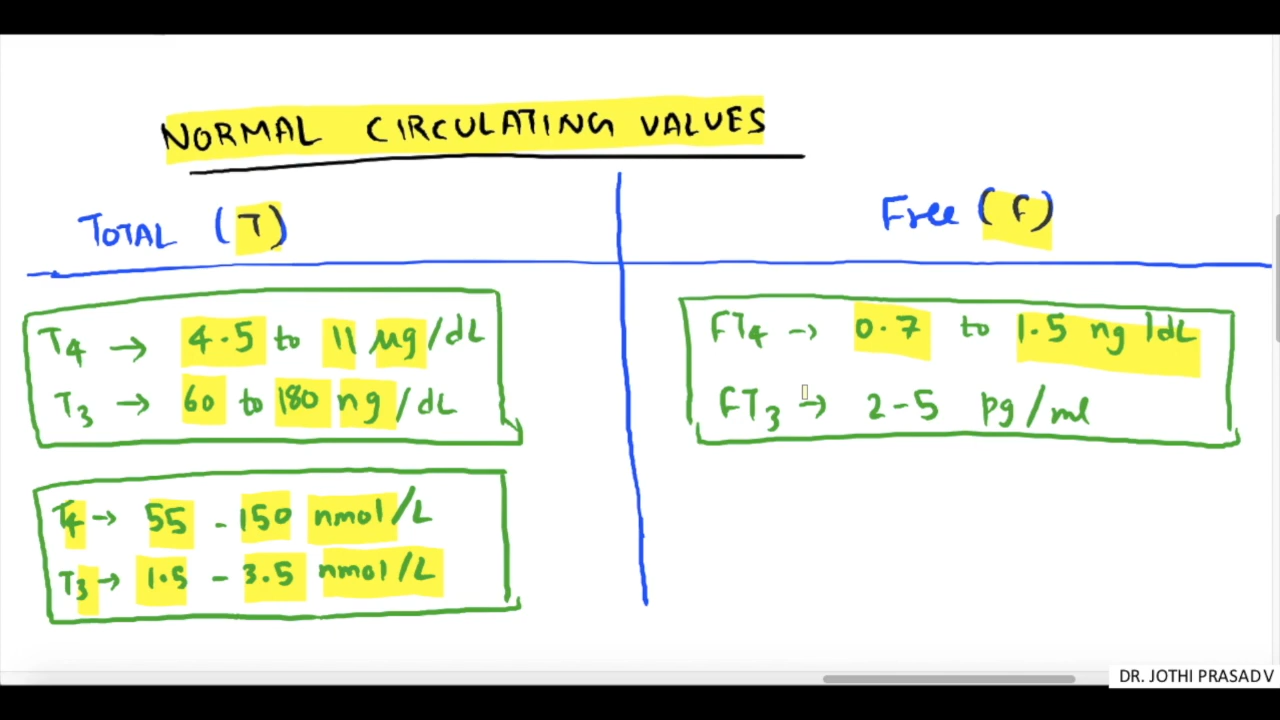 NORMAL CIRCULATING VALUES
TOTAL (T)
Free (F)
T4 → 4.5 to 11 μg/dL
T3 → 60 to 180 ng/dL
T4 → 55 - 150 nmol/L
T3 → 1.5 - 3.5 nmol/L
FT4 → 0.7 to 1.5 ng/dL
FT3 → 2-5 pg/ml
DR. JOTHI PRASAD V